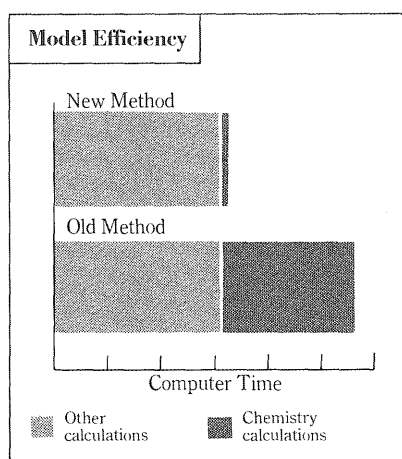 Model Efficiency
New Method
Old Method
Computer Time
Other
calculations
Chemistry
calculations